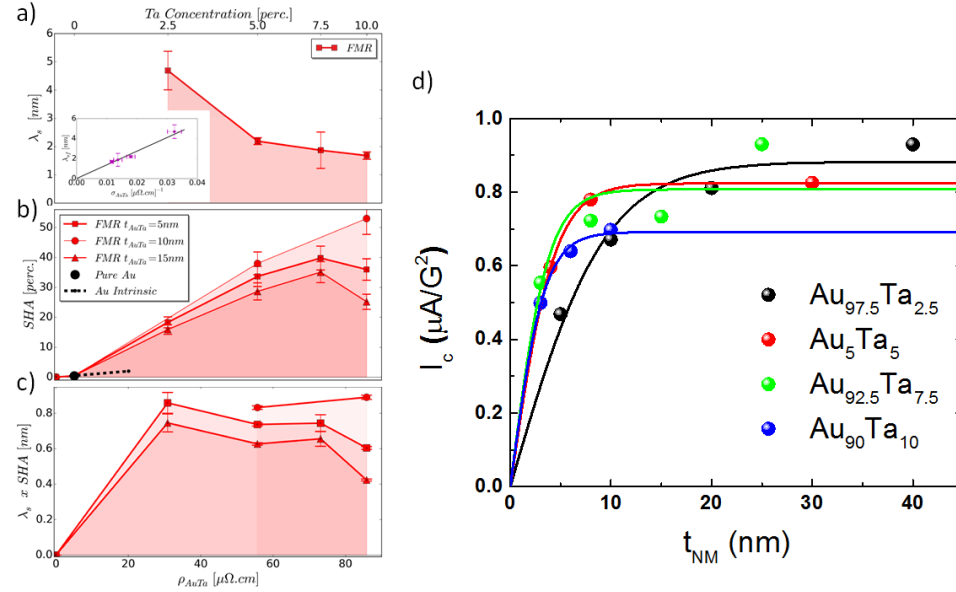 a)
Ta Concentration [perc.]
0 2.5 5.0 7.5 10.0
6
5
4
3
2
1
0
λs [nm]
FMR
λsf [nm]
6
4
2
0
0.00 0.01 0.02 0.03 0.04
σAuTa [μΩ.cm]⁻¹
b)
50
40
30
20
10
0
SHA [perc.]
FMR tAuTa=5nm
FMR tAuTa=10nm
FMR tAuTa=15nm
Pure Au
Au Intrinsic
c)
0.8
0.6
0.4
0.2
0.0
λs x SHA [nm]
0 20 40 60 80
ρAuTa [μΩ.cm]
d)
1.0
0.8
0.6
0.4
0.2
0.0
Ic (μA/G²)
Au97.5Ta2.5
Au5Ta5
Au92.5Ta7.5
Au90Ta10
0 10 20 30 40
tNM (nm)